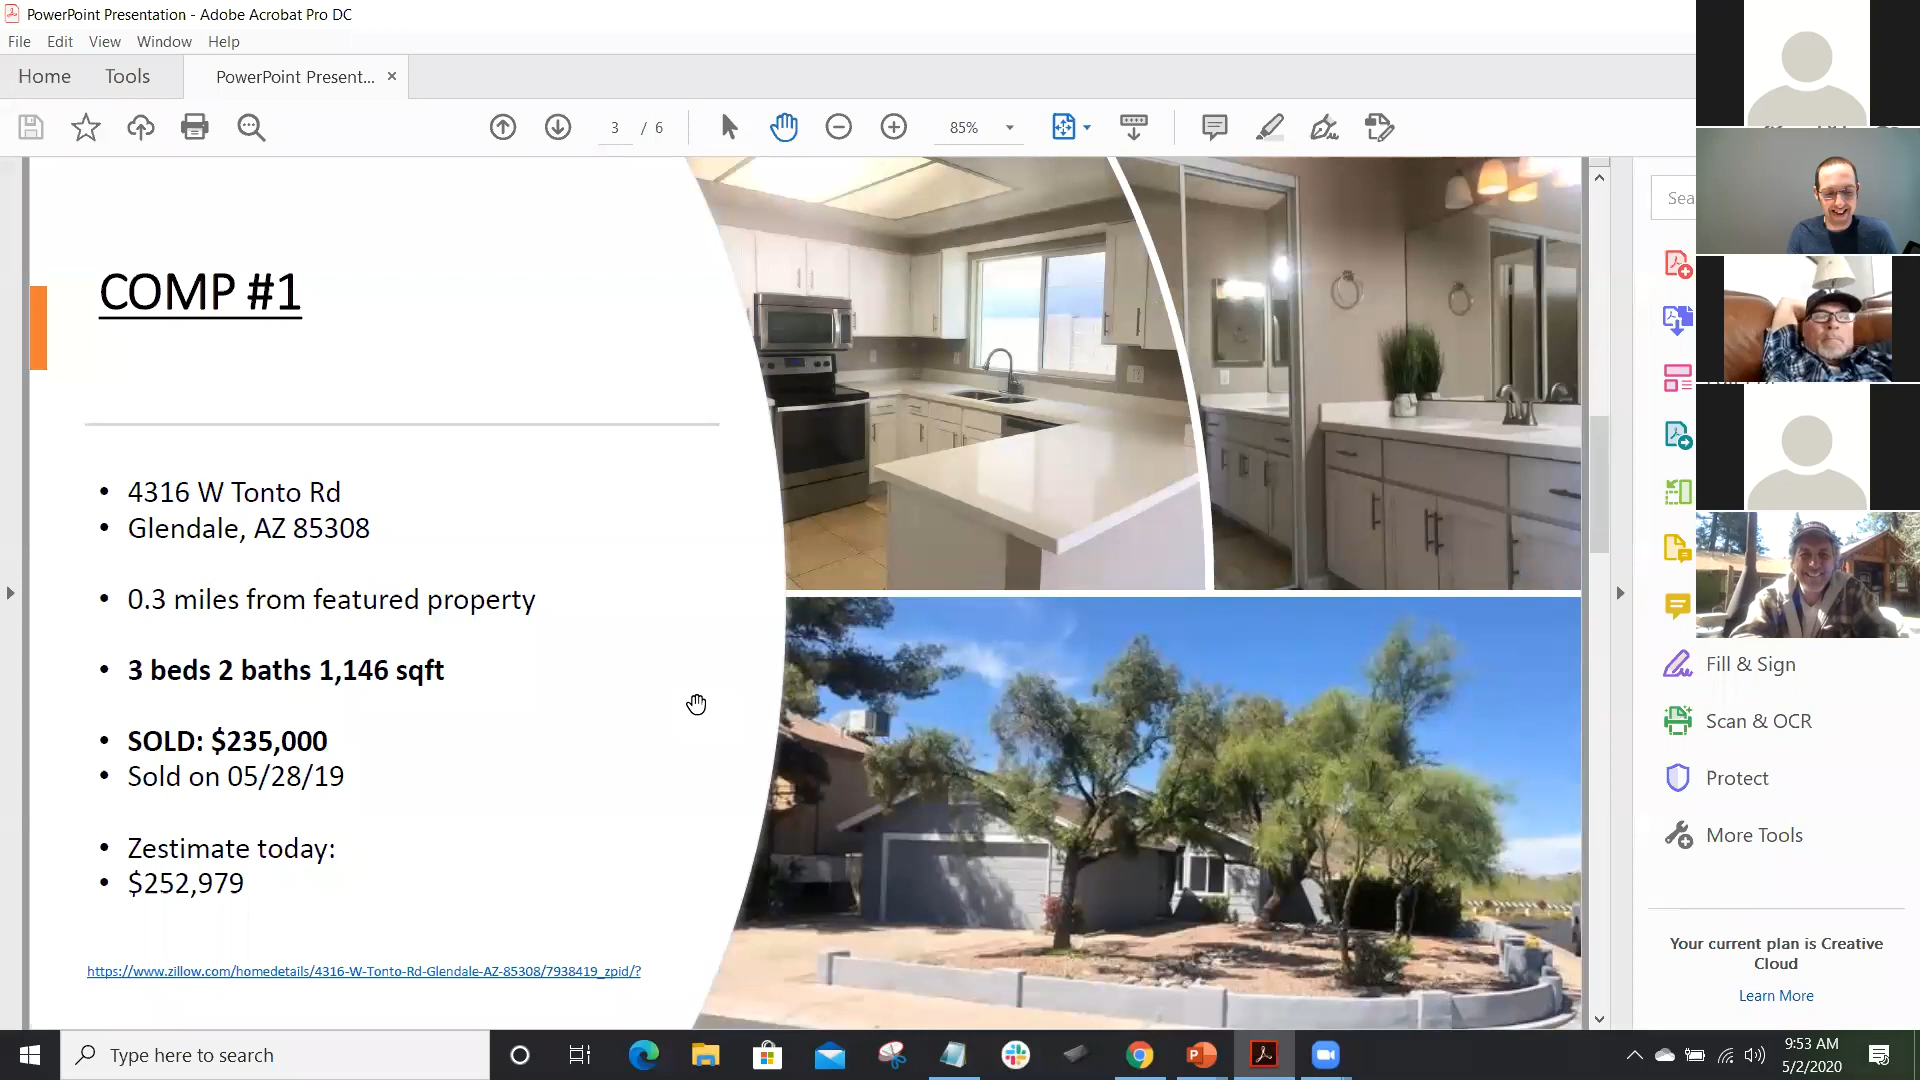 PowerPoint Presentation - Adobe Acrobat Pro DC
File Edit View Window Help
Home Tools PowerPoint Present... ×
3 / 6 85%
Sea
COMP #1
• 4316 W Tonto Rd
• Glendale, AZ 85308
• 0.3 miles from featured property
• 3 beds 2 baths 1,146 sqft
• SOLD: $235,000
• Sold on 05/28/19
• Zestimate today:
• $252,979
https://www.zillow.com/homedetails/4316-W-Tonto-Rd-Glendale-AZ-85308/7938419_zpid/?
Fill & Sign
Scan & OCR
Protect
More Tools
Your current plan is Creative
Cloud
Learn More
Type here to search
9:53 AM
5/2/2020